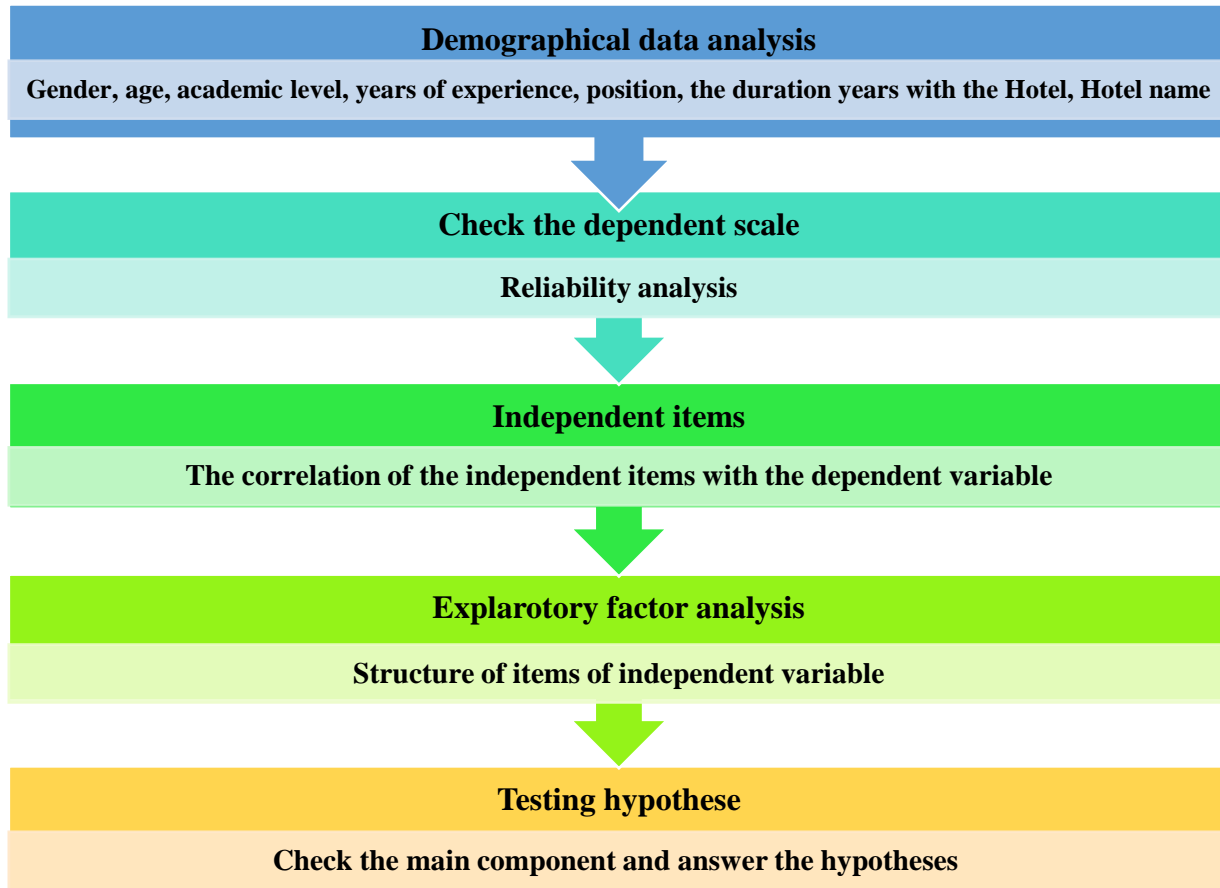 Demographical data analysis
Gender, age, academic level, years of experience, position, the duration years with the Hotel, Hotel name
Check the dependent scale
Reliability analysis
Independent items
The correlation of the independent items with the dependent variable
Explarotory factor analysis
Structure of items of independent variable
Testing hypothese
Check the main component and answer the hypotheses